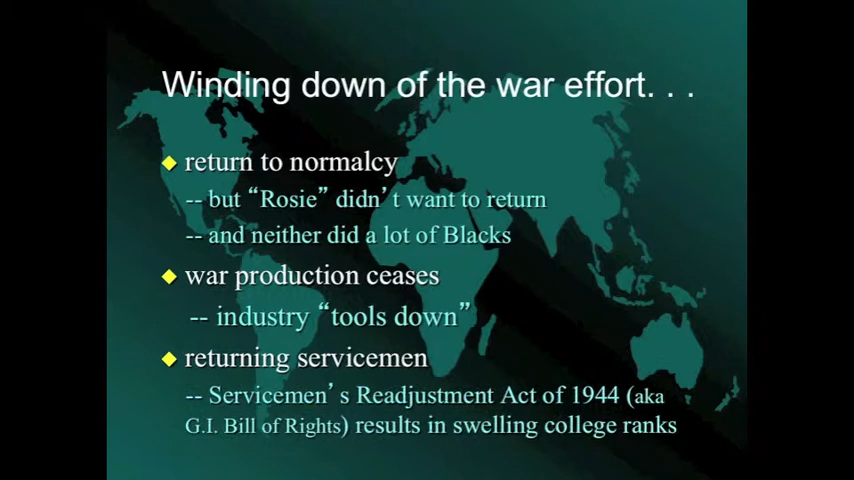 Winding down of the war effort. . .
return to normalcy
-- but “Rosie” didn’t want to return
-- and neither did a lot of Blacks
war production ceases
-- industry “tools down”
returning servicemen
-- Servicemen’s Readjustment Act of 1944 (aka
G.I. Bill of Rights) results in swelling college ranks